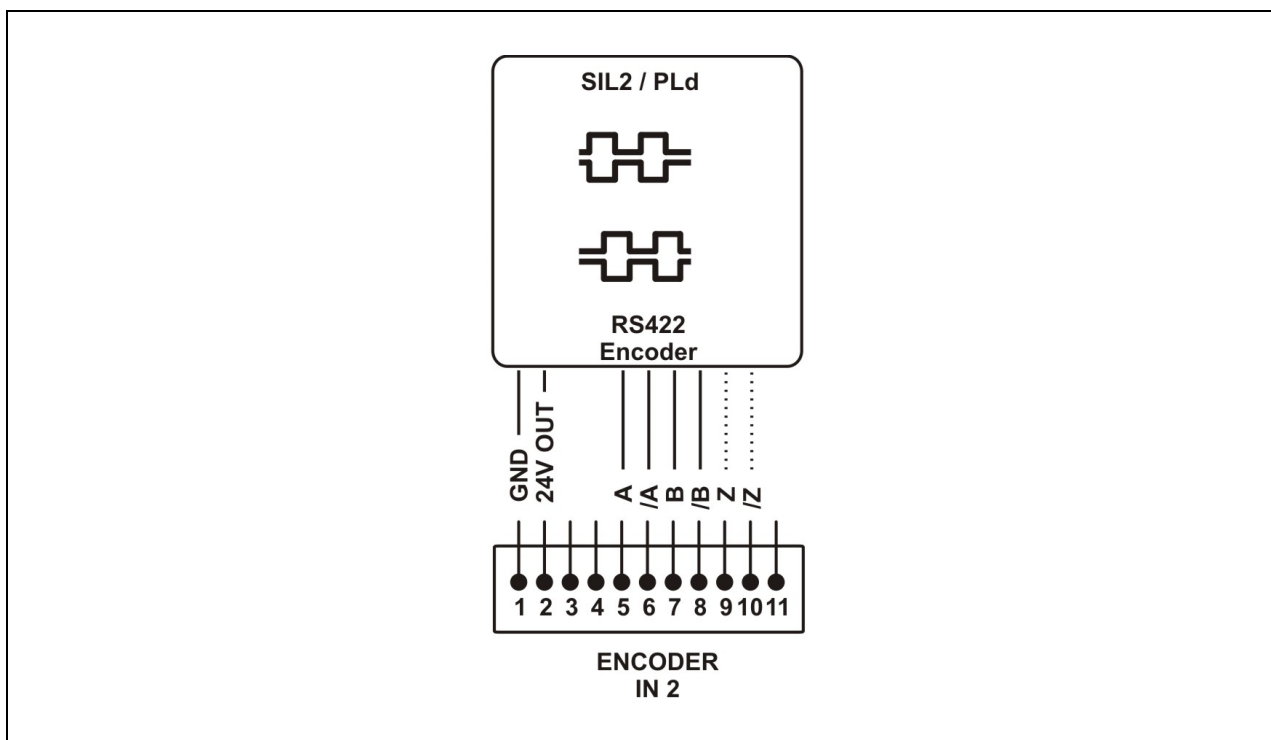 SIL2 / PLd
RS422
Encoder
GND
24V OUT
A
/A
B
/B
Z
/Z
1 2 3 4 5 6 7 8 9 10 11
ENCODER
IN 2